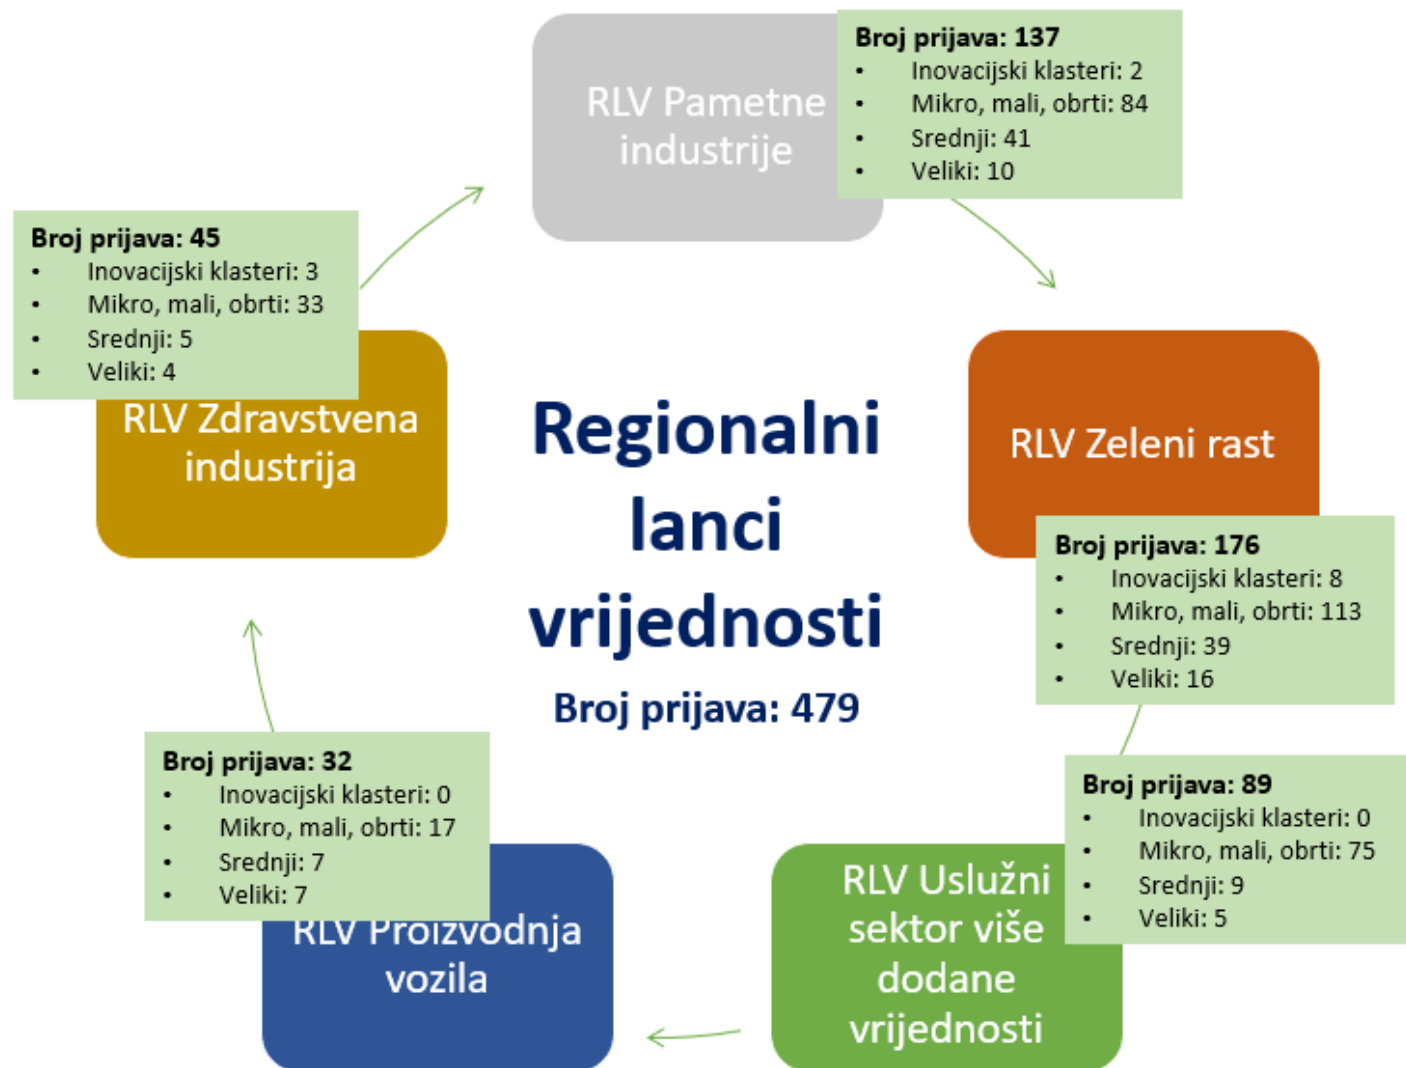 RLV Pametne
industrije
Broj prijava: 137
• Inovacijski klasteri: 2
• Mikro, mali, obrti: 84
• Srednji: 41
• Veliki: 10
Broj prijava: 45
• Inovacijski klasteri: 3
• Mikro, mali, obrti: 33
• Srednji: 5
• Veliki: 4
RLV Zdravstvena
industrija
Regionalni
lanci
vrijednosti
Broj prijava: 479
RLV Zeleni rast
Broj prijava: 176
• Inovacijski klasteri: 8
• Mikro, mali, obrti: 113
• Srednji: 39
• Veliki: 16
Broj prijava: 32
• Inovacijski klasteri: 0
• Mikro, mali, obrti: 17
• Srednji: 7
• Veliki: 7
RLV Proizvodnja
vozila
Broj prijava: 89
• Inovacijski klasteri: 0
• Mikro, mali, obrti: 75
• Srednji: 9
• Veliki: 5
RLV Uslužni
sektor više
dodane
vrijednosti